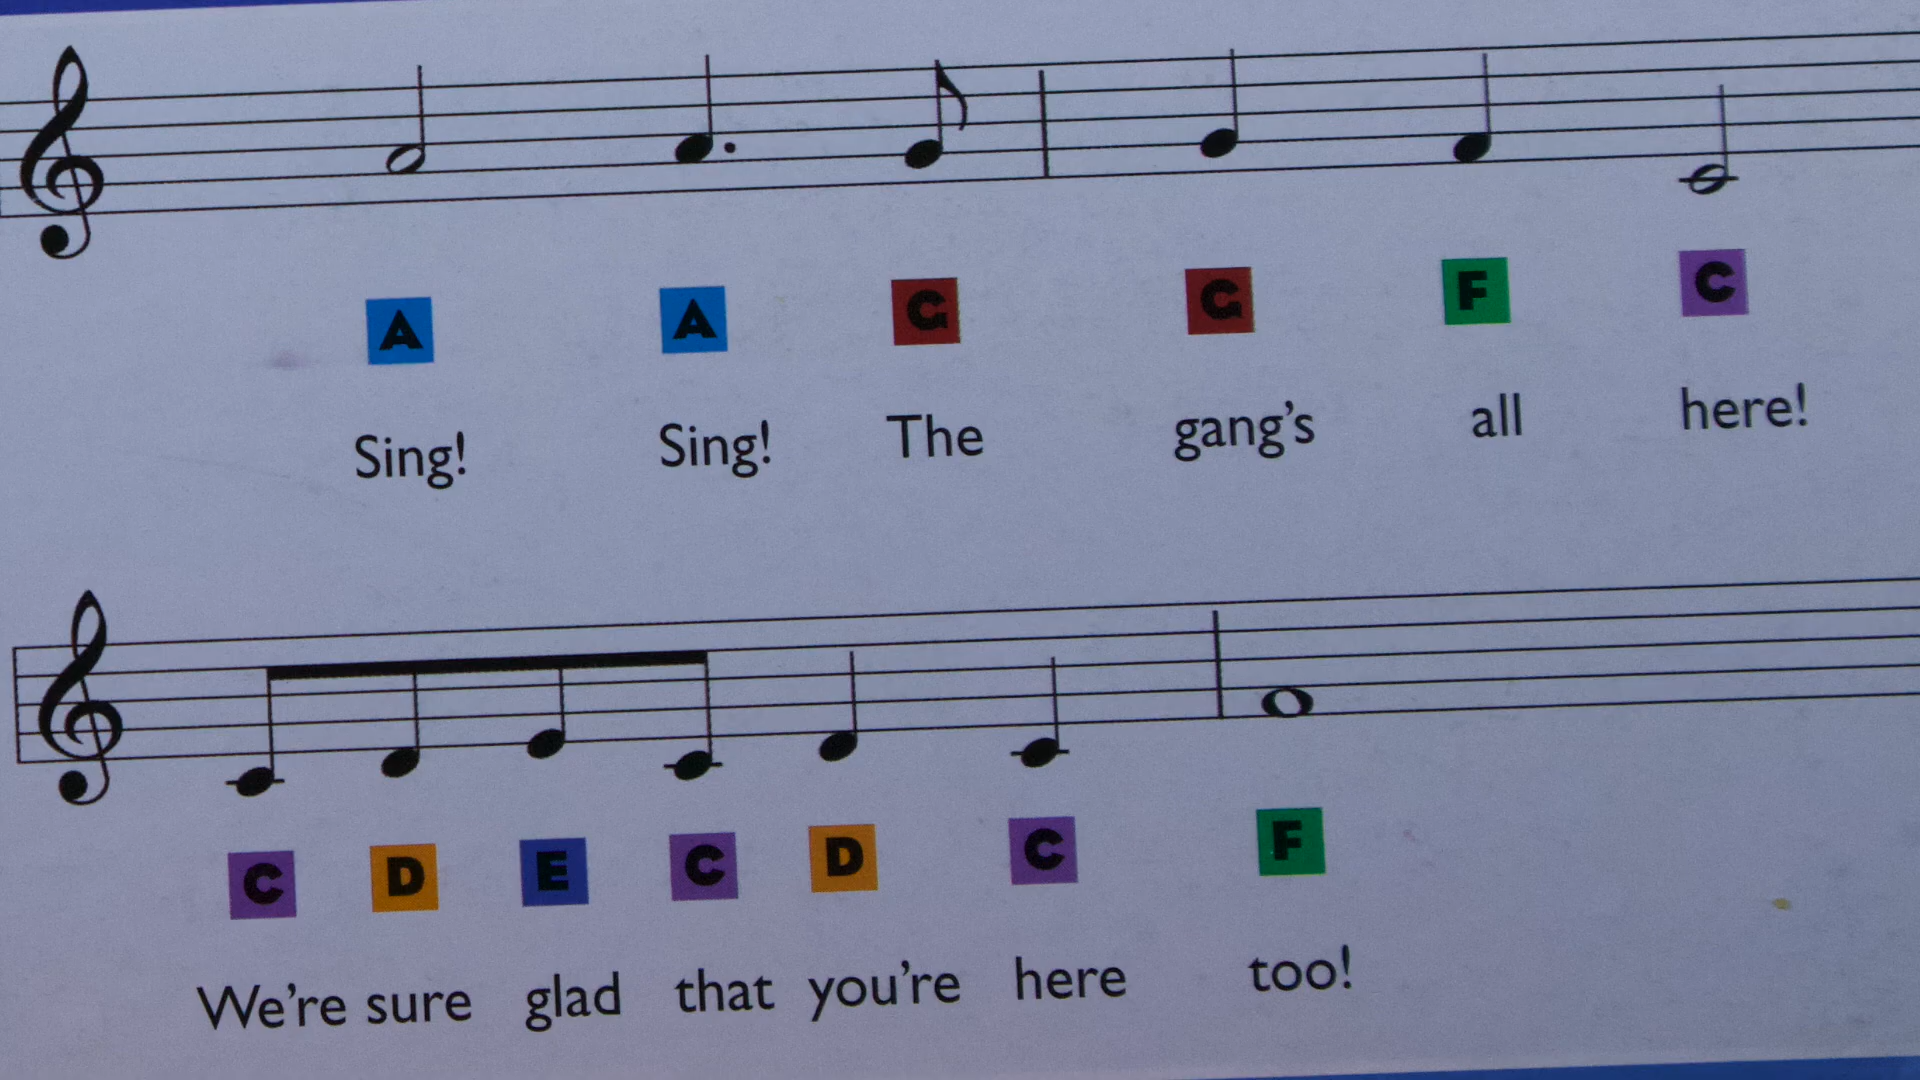 A A G G F C
Sing! Sing! The gang's all here!
C D E C D C F
We're sure glad that you're here too!